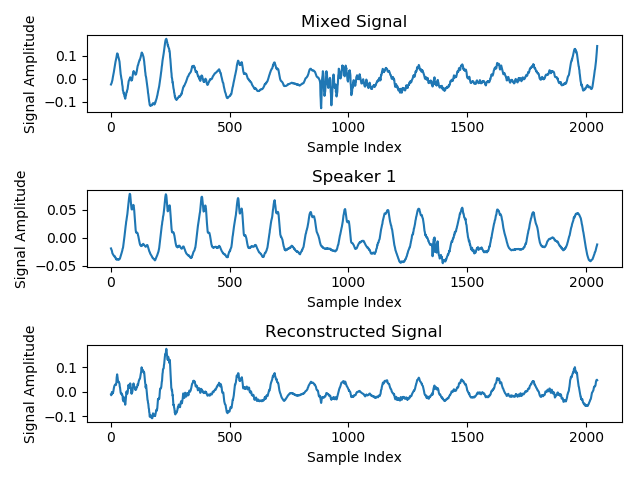 Mixed Signal
Signal Amplitude
0.1
0.0
−0.1
0
500
1000
1500
2000
Sample Index
Speaker 1
Signal Amplitude
0.05
0.00
−0.05
0
500
1000
1500
2000
Sample Index
Reconstructed Signal
Signal Amplitude
0.1
0.0
−0.1
0
500
1000
1500
2000
Sample Index